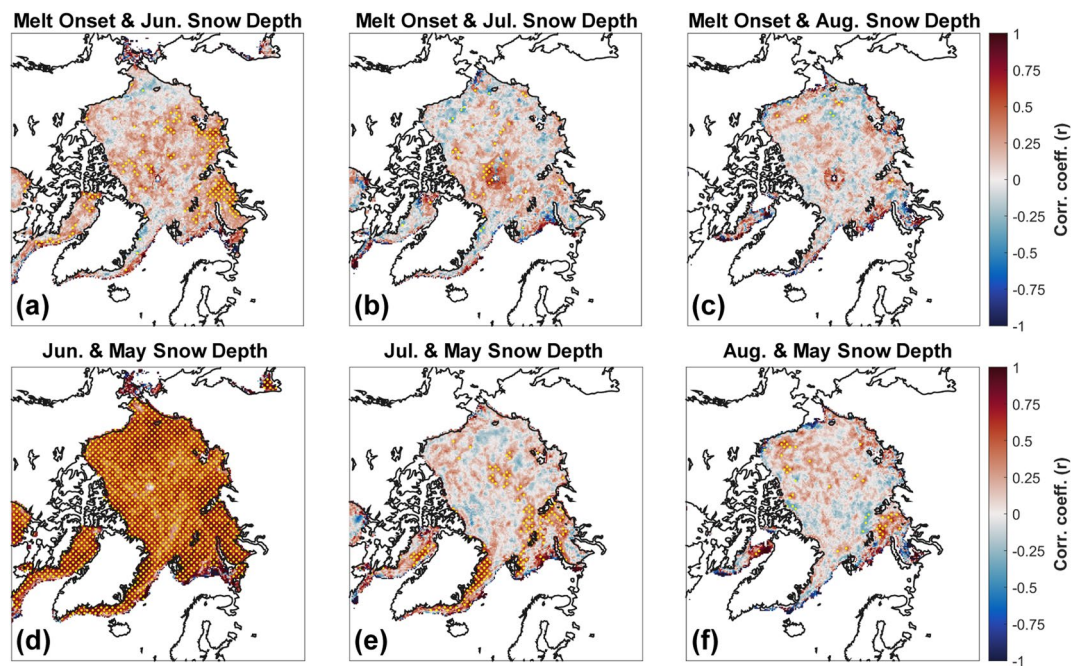 Melt Onset & Jun. Snow Depth
Melt Onset & Jul. Snow Depth
Melt Onset & Aug. Snow Depth
(a)
(b)
(c)
1
0.75
0.5
0.25
0
-0.25
-0.5
-0.75
-1
Corr. coeff. (r)
Jun. & May Snow Depth
Jul. & May Snow Depth
Aug. & May Snow Depth
(d)
(e)
(f)
1
0.75
0.5
0.25
0
-0.25
-0.5
-0.75
-1
Corr. coeff. (r)